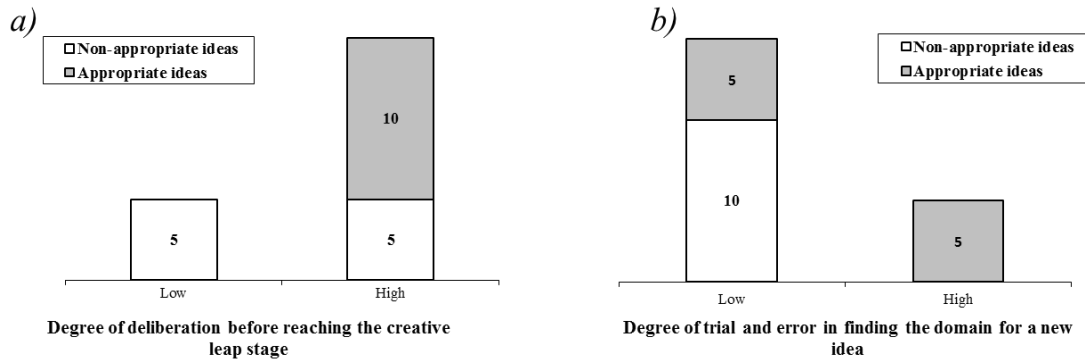 a)
Non-appropriate ideas
Appropriate ideas
10
5
5
Low
High
Degree of deliberation before reaching the creative
leap stage
b)
Non-appropriate ideas
Appropriate ideas
5
10
5
Low
High
Degree of trial and error in finding the domain for a new
idea